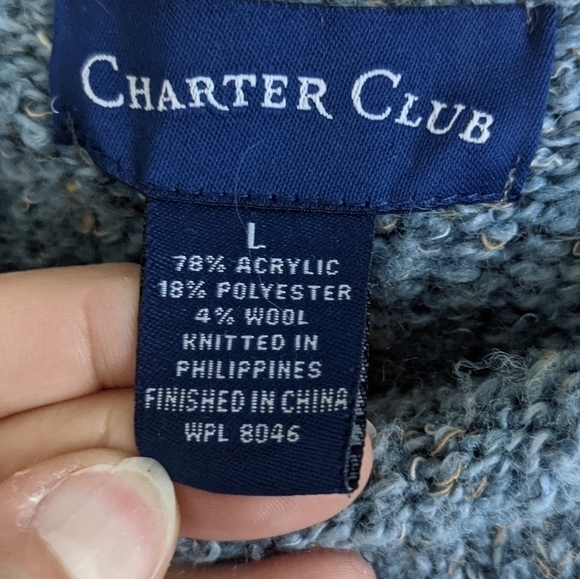 CHARTER CLUB
L
78% ACRYLIC
18% POLYESTER
4% WOOL
KNITTED IN
PHILIPPINES
FINISHED IN CHINA
WPL 8046